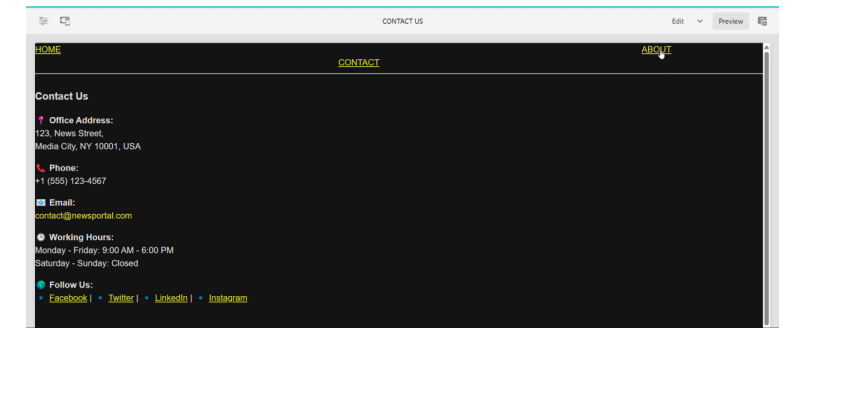 CONTACT US Edit Preview
HOME ABOUT
CONTACT
Contact Us
Office Address:
123, News Street,
Media City, NY 10001, USA
Phone:
+1 (555) 123-4567
Email:
contact@newsportal.com
Working Hours:
Monday - Friday: 9:00 AM - 6:00 PM
Saturday - Sunday: Closed
Follow Us:
Facebook | Twitter | LinkedIn | Instagram